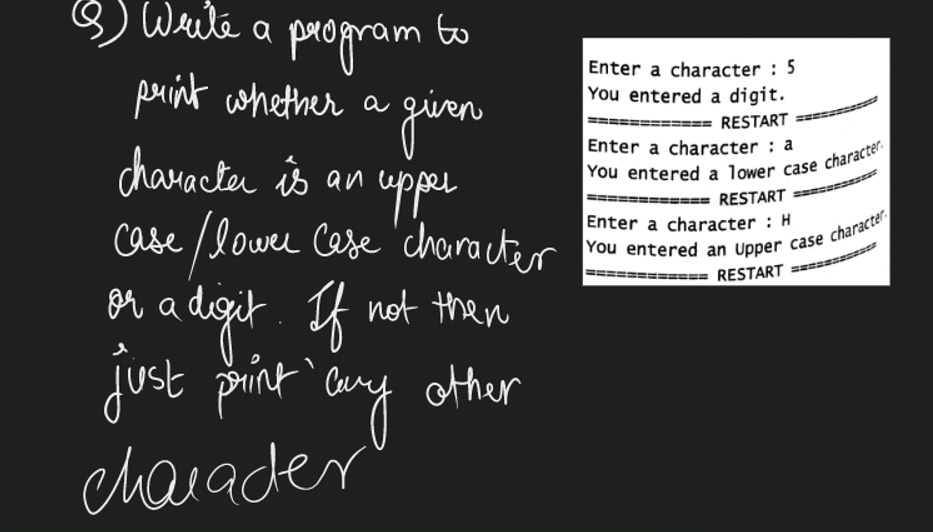 Q) Write a program to
print whether a given
character is an upper
case/lower case character
or a digit. If not then
just print 'any other
character
Enter a character : 5
You entered a digit.
============ RESTART ==========
Enter a character : a
You entered a lower case character.
============ RESTART ==========
Enter a character : H
You entered an Upper case character.
============ RESTART ==========